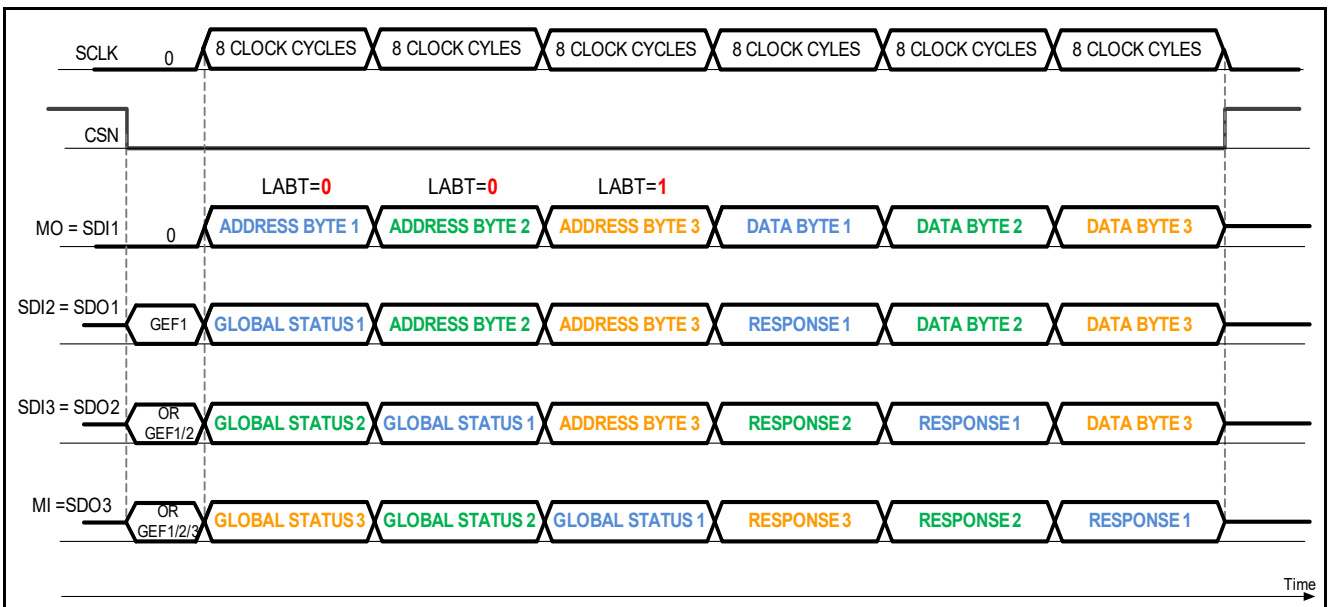 SCLK 0 8 CLOCK CYCLES 8 CLOCK CYLES 8 CLOCK CYCLES 8 CLOCK CYLES 8 CLOCK CYCLES 8 CLOCK CYLES
CSN
LABT=0 LABT=0 LABT=1
MO = SDI1 0 ADDRESS BYTE 1 ADDRESS BYTE 2 ADDRESS BYTE 3 DATA BYTE 1 DATA BYTE 2 DATA BYTE 3
SDI2 = SDO1 GEF1 GLOBAL STATUS 1 ADDRESS BYTE 2 ADDRESS BYTE 3 RESPONSE 1 DATA BYTE 2 DATA BYTE 3
SDI3 = SDO2 OR
GEF1/2 GLOBAL STATUS 2 GLOBAL STATUS 1 ADDRESS BYTE 3 RESPONSE 2 RESPONSE 1 DATA BYTE 3
MI =SDO3 OR
GEF1/2/3 GLOBAL STATUS 3 GLOBAL STATUS 2 GLOBAL STATUS 1 RESPONSE 3 RESPONSE 2 RESPONSE 1
Time